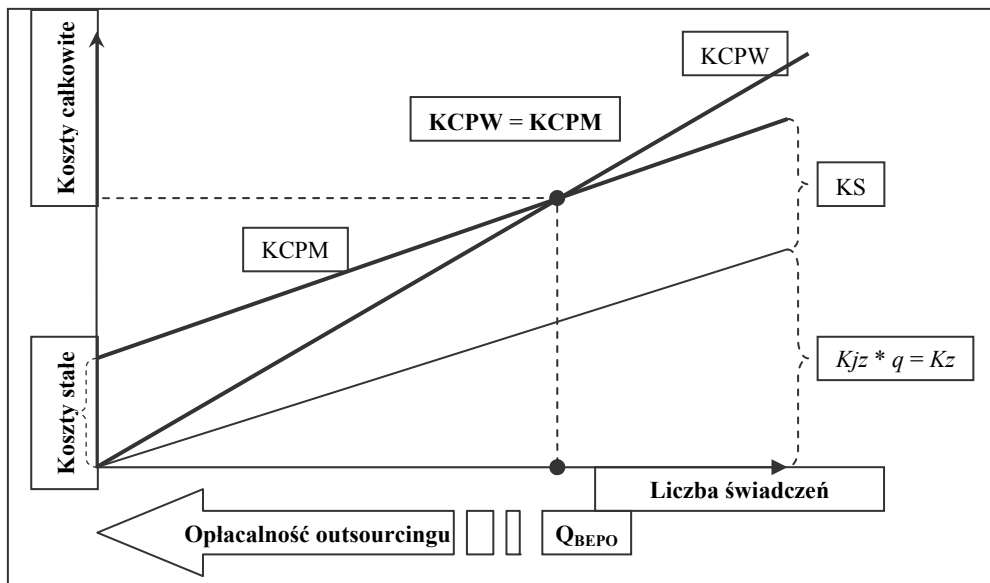 Koszty całkowite
KCPW
KCPW = KCPM
KS
KCPM
Kjz * q = Kz
Koszty stałe
Liczba świadczeń
Opłacalność outsourcingu
QBEPO